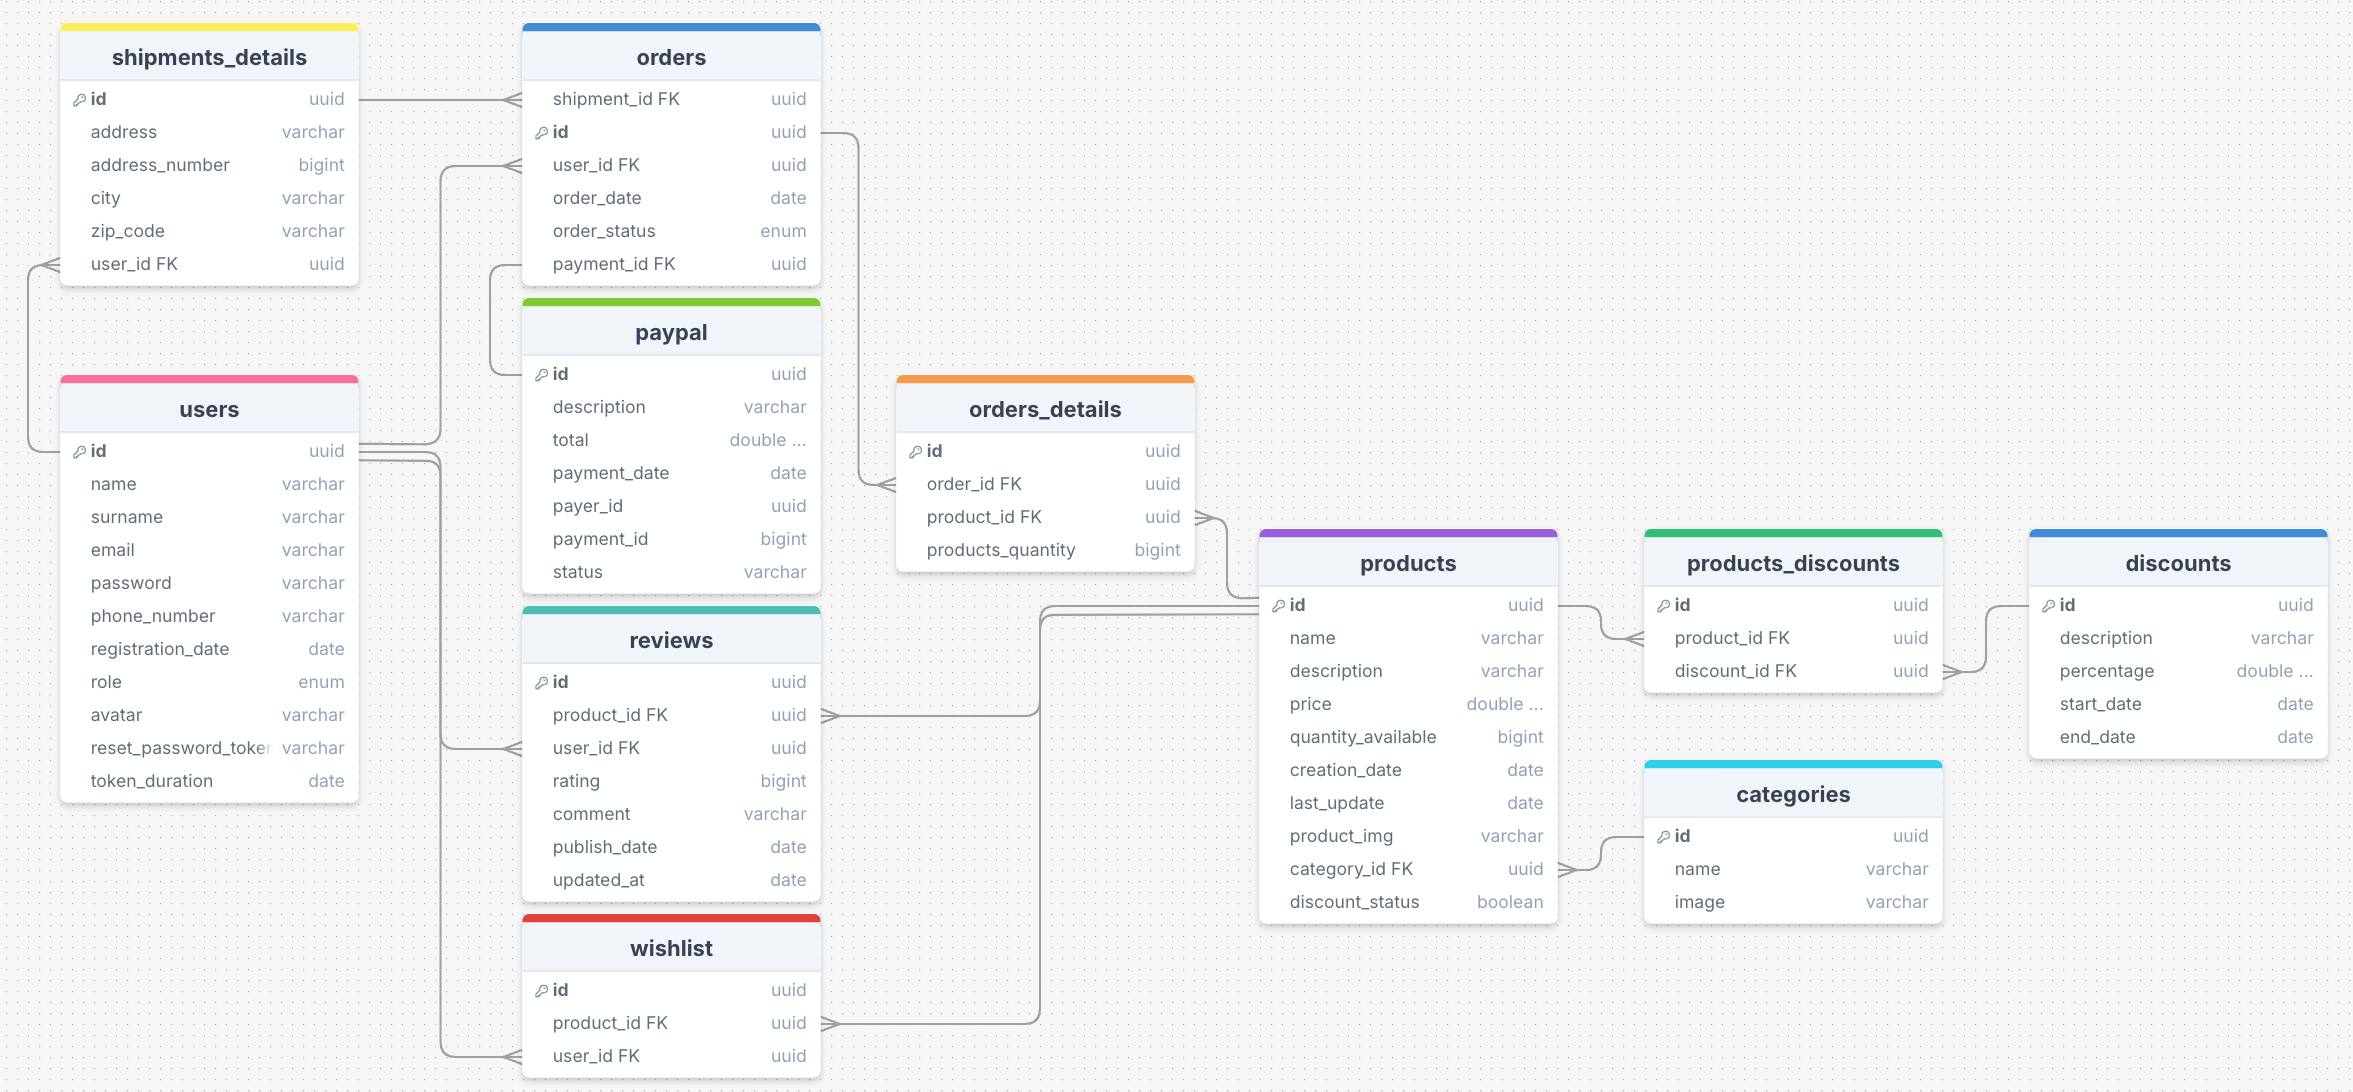 shipments_details
id uuid
address varchar
address_number bigint
city varchar
zip_code varchar
user_id FK uuid
orders
shipment_id FK uuid
id uuid
user_id FK uuid
order_date date
order_status enum
payment_id FK uuid
paypal
id uuid
description varchar
total double ...
payment_date date
payer_id uuid
payment_id bigint
status varchar
users
id uuid
name varchar
surname varchar
email varchar
password varchar
phone_number varchar
registration_date date
role enum
avatar varchar
reset_password_token varchar
token_duration date
orders_details
id uuid
order_id FK uuid
product_id FK uuid
products_quantity bigint
reviews
id uuid
product_id FK uuid
user_id FK uuid
rating bigint
comment varchar
publish_date date
updated_at date
wishlist
id uuid
product_id FK uuid
user_id FK uuid
products
id uuid
name varchar
description varchar
price double ...
quantity_available bigint
creation_date date
last_update date
product_img varchar
category_id FK uuid
discount_status boolean
products_discounts
id uuid
product_id FK uuid
discount_id FK uuid
discounts
id uuid
description varchar
percentage double ...
start_date date
end_date date
categories
id uuid
name varchar
image varchar